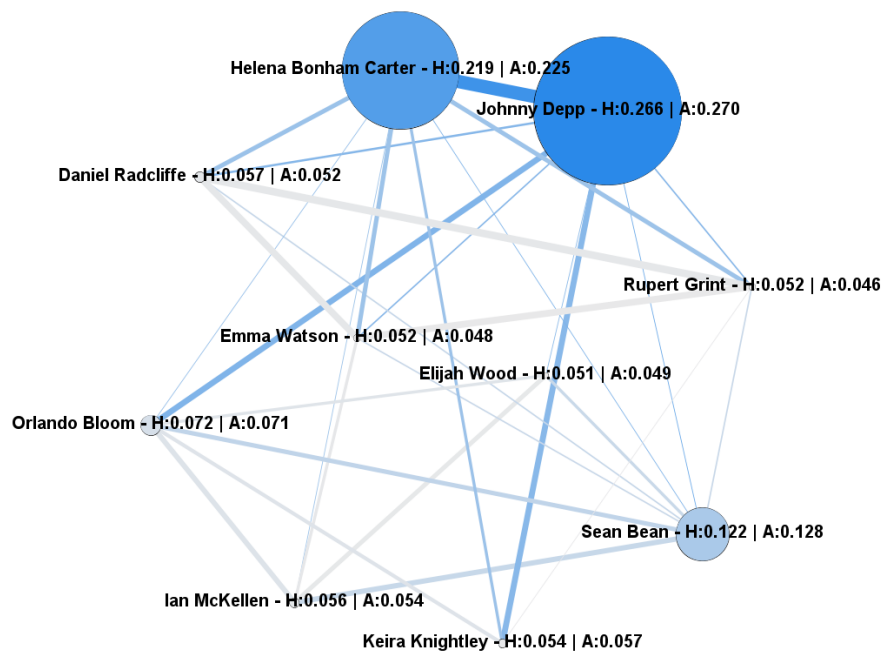 Helena Bonham Carter - H:0.219 | A:0.225
Johnny Depp - H:0.266 | A:0.270
Daniel Radcliffe - H:0.057 | A:0.052
Rupert Grint - H:0.052 | A:0.046
Emma Watson - H:0.052 | A:0.048
Elijah Wood - H:0.051 | A:0.049
Orlando Bloom - H:0.072 | A:0.071
Sean Bean - H:0.122 | A:0.128
Ian McKellen - H:0.056 | A:0.054
Keira Knightley - H:0.054 | A:0.057